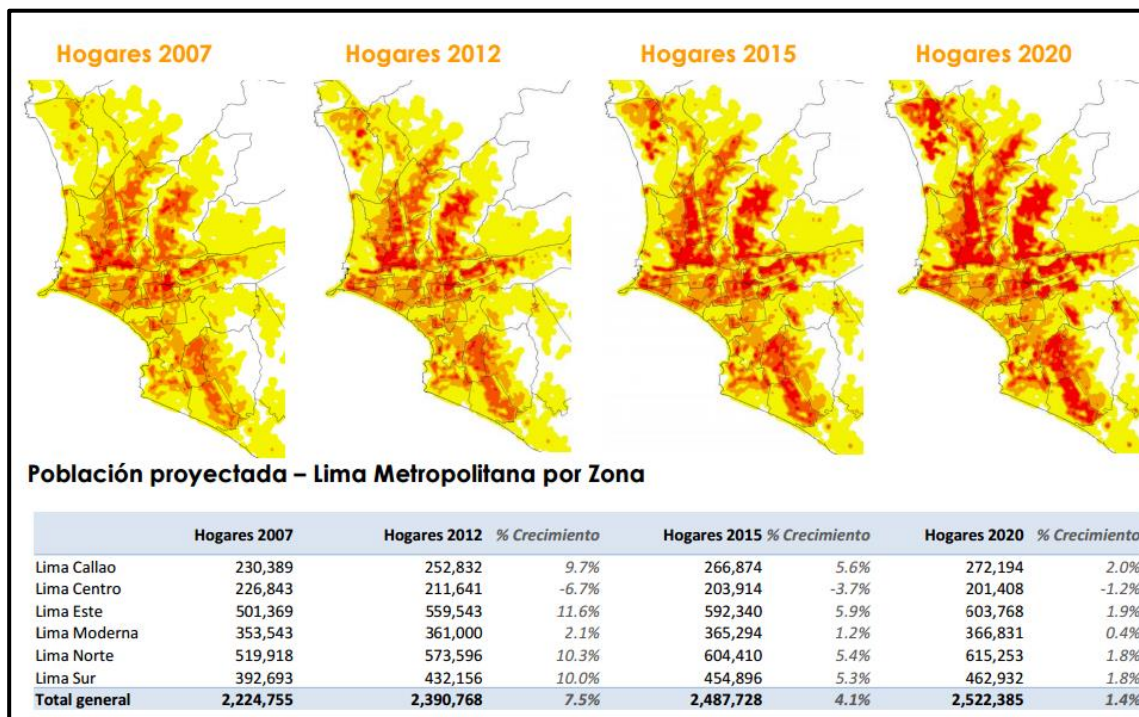 Hogares 2007 Hogares 2012 Hogares 2015 Hogares 2020
Población proyectada – Lima Metropolitana por Zona
Hogares 2007 Hogares 2012 % Crecimiento Hogares 2015 % Crecimiento Hogares 2020 % Crecimiento
Lima Callao 230,389 252,832 9.7% 266,874 5.6% 272,194 2.0%
Lima Centro 226,843 211,641 -6.7% 203,914 -3.7% 201,408 -1.2%
Lima Este 501,369 559,543 11.6% 592,340 5.9% 603,768 1.9%
Lima Moderna 353,543 361,000 2.1% 365,294 1.2% 366,831 0.4%
Lima Norte 519,918 573,596 10.3% 604,410 5.4% 615,253 1.8%
Lima Sur 392,693 432,156 10.0% 454,896 5.3% 462,932 1.8%
Total general 2,224,755 2,390,768 7.5% 2,487,728 4.1% 2,522,385 1.4%